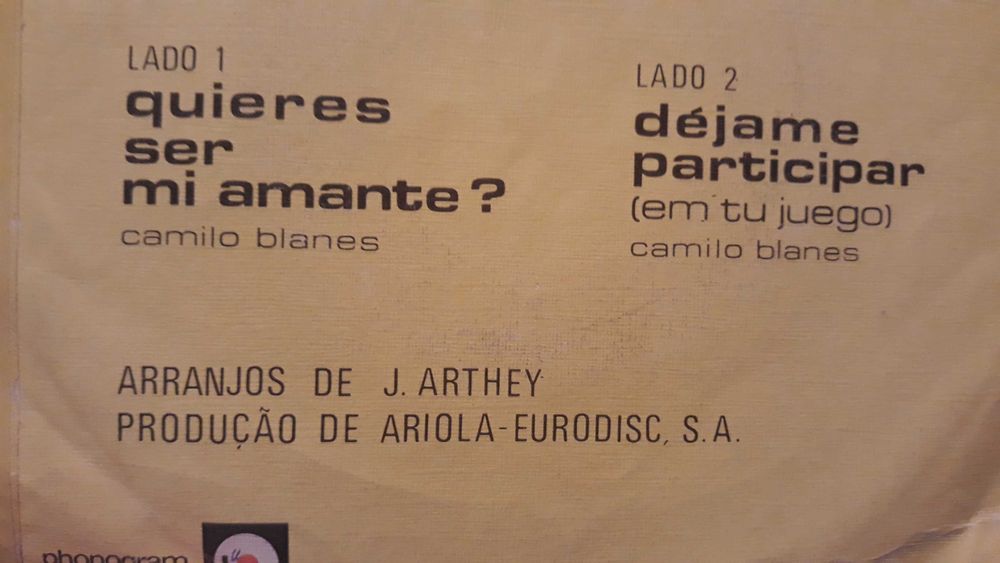 LADO 1
quieres
ser
mi amante?
camilo blanes
LADO 2
déjame
participar
(em tu juego)
camilo blanes
ARRANJOS DE J. ARTHEY
PRODUÇÃO DE ARIOLA-EURODISC, S.A.
phonogram